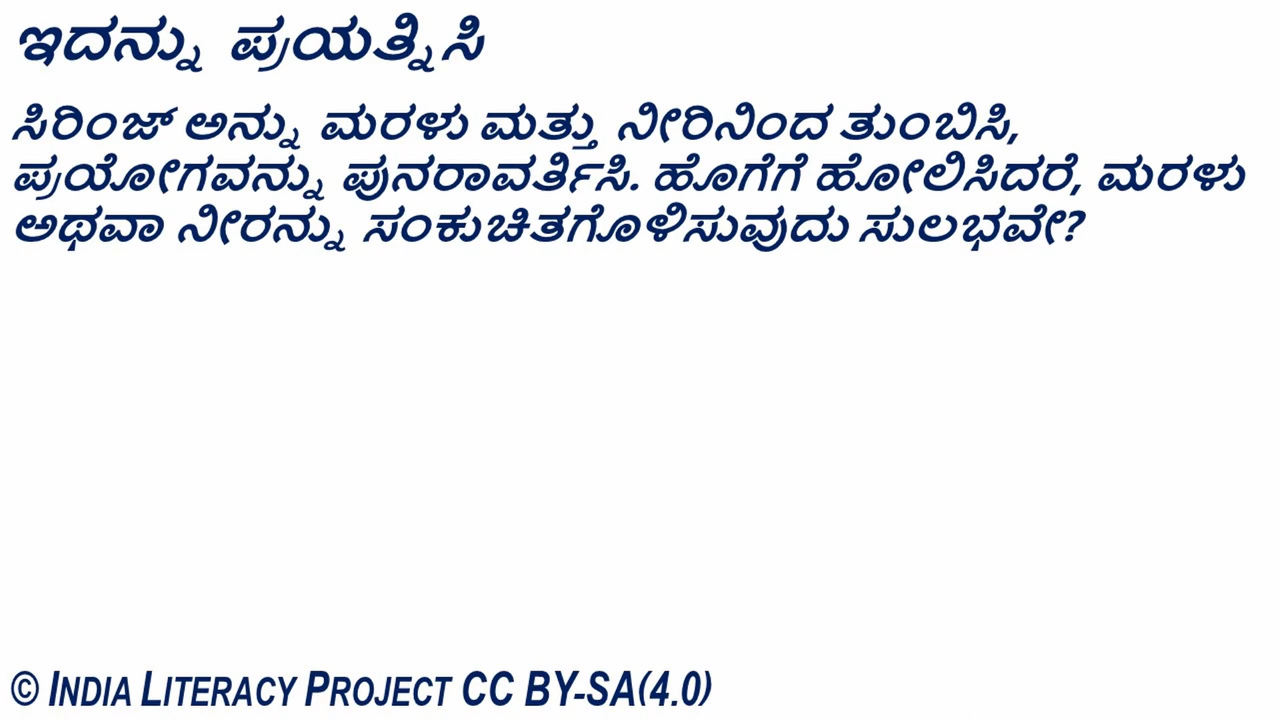 ಇದನ್ನು ಪ್ರಯತ್ನಿಸಿ
ಸಿರಿಂಜ್ ಅನ್ನು ಮರಳು ಮತ್ತು ನೀರಿನಿಂದ ತುಂಬಿಸಿ,
ಪ್ರಯೋಗವನ್ನು ಪುನರಾವರ್ತಿಸಿ. ಹೊಗೆಗೆ ಹೋಲಿಸಿದರೆ, ಮರಳು
ಅಥವಾ ನೀರನ್ನು ಸಂಕುಚಿತಗೊಳಿಸುವುದು ಸುಲಭವೇ?
© INDIA LITERACY PROJECT CC BY-SA(4.0)